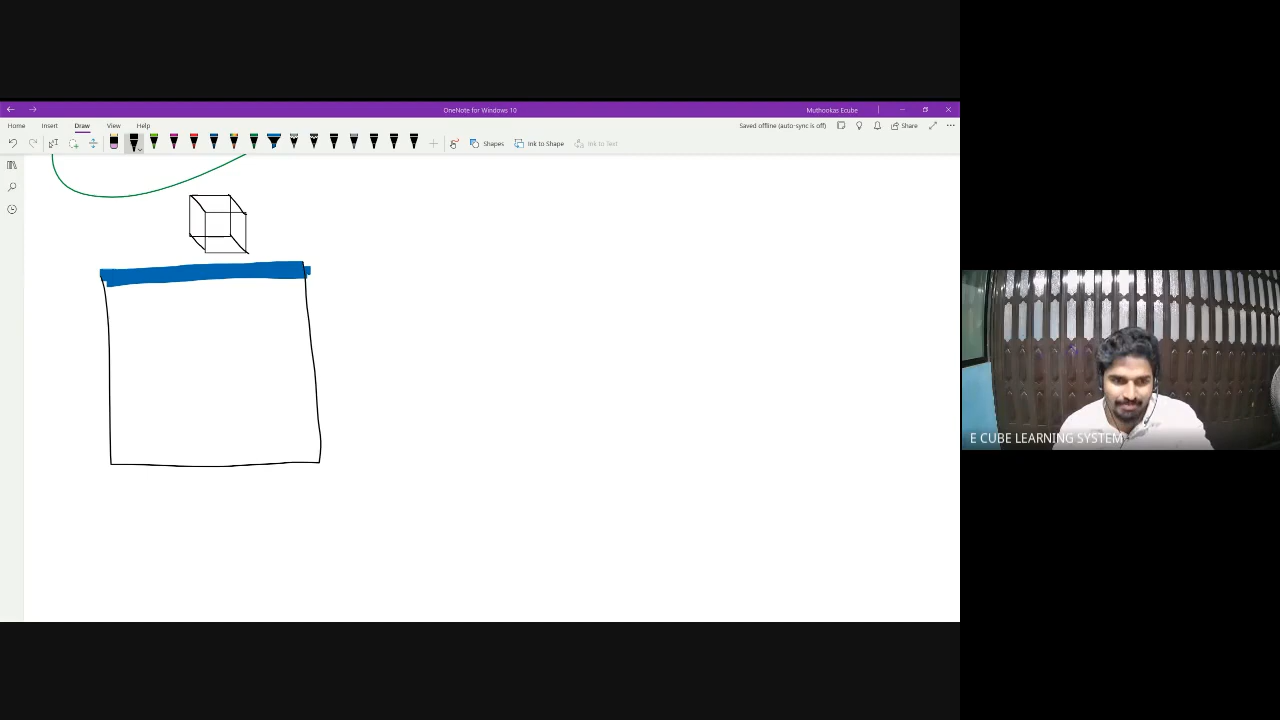 OneNote for Windows 10
Muthookas Ecube
Home Insert Draw View Help
Saved offline (auto-sync is off)
Share
Shapes
Ink to Shape
Ink to Text
E CUBE LEARNING SYSTEM